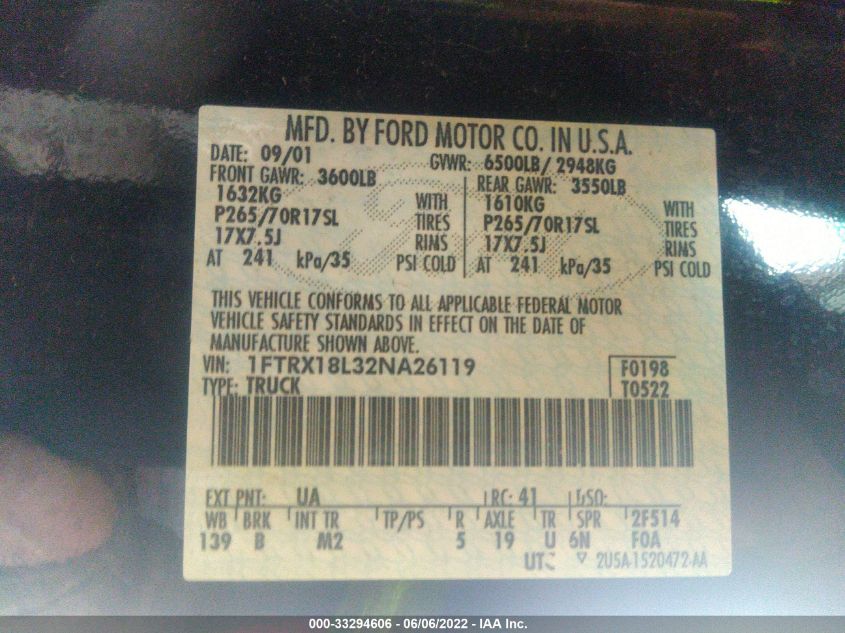 MFD. BY FORD MOTOR CO. IN U.S.A.
DATE: 09/01 GVWR: 6500LB/ 2948KG
FRONT GAWR: 3600LB REAR GAWR: 3550LB
1632KG WITH 1610KG WITH
P265/70R17SL TIRES P265/70R17SL TIRES
17X7.5J RINS 17X7.5J RIMS
AT 241 kPa/35 PSI COLD AT 241 kPa/35 PSI COLD
THIS VEHICLE CONFORMS TO ALL APPLICABLE FEDERAL MOTOR
VEHICLE SAFETY STANDARDS IN EFFECT ON THE DATE OF
MANUFACTURE SHOWN ABOVE.
VIN: 1FTRX18L32NA26119 F0198
TYPE: TRUCK T0522
EXT PNT: UA RC: 41 DSO:
WB BRK INT TR TP/PS R AXLE TR SPR 2F514
139 B M2 5 19 U 6N FOA
2U5A-1520472-AA
000-33294606 / 06/06/2022 - IAA Inc.